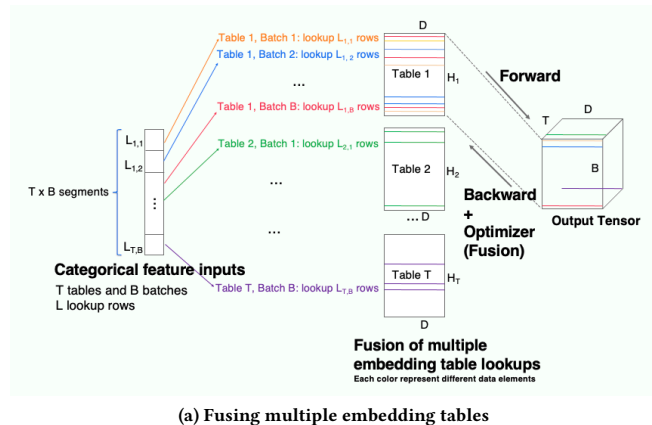 D
Table 1, Batch 1: lookup L1,1 rows
Table 1, Batch 2: lookup L1, 2 rows
Table 1
H1
Forward
...
T
D
L1,1
Table 1, Batch B: lookup L1,B rows
L1,2
Table 2, Batch 1: lookup L2,1 rows
B
T x B segments
...
Table 2
H2
Backward
+
Optimizer
(Fusion)
Output Tensor
...
... D
...
LT,B
Categorical feature inputs
T tables and B batches
L lookup rows
Table T
HT
Table T, Batch B: lookup LT,B rows
D
Fusion of multiple
embedding table lookups
Each color represent different data elements
(a) Fusing multiple embedding tables